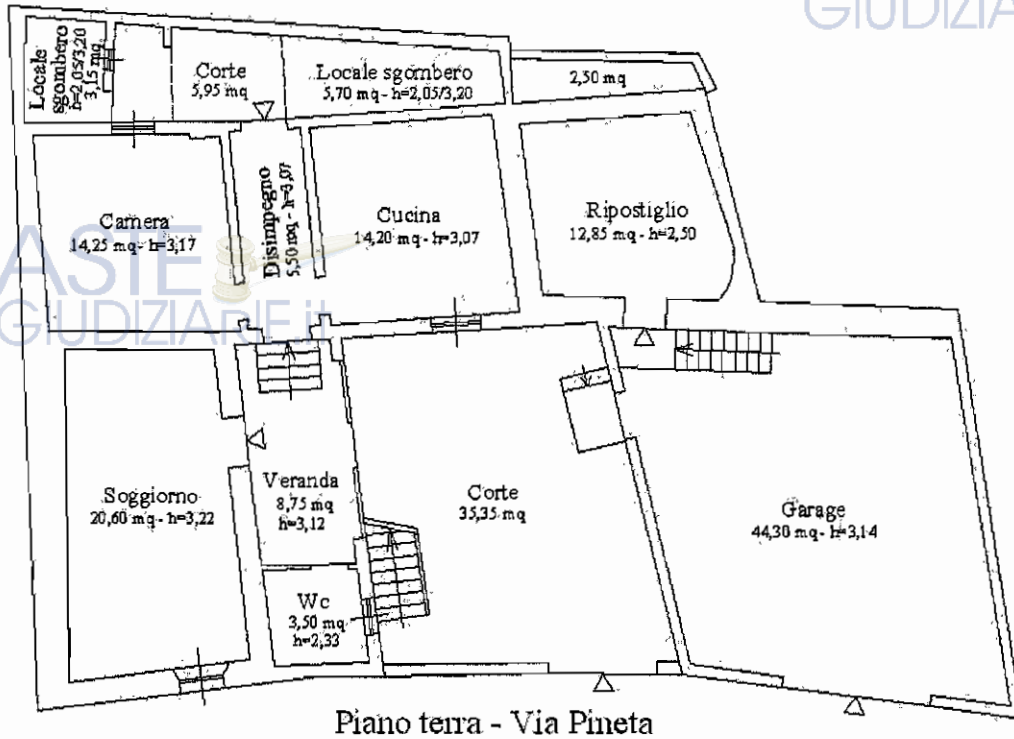 GIUDIZIA
Locale
sgombero
h=2,05/3,20
3,15 mq
Corte
5,95 mq
Locale sgombero
5,70 mq - h=2,05/3,20
2,50 mq
Camera
14,25 mq - h=3,17
Disimpegno
5,50 mq - h=3,07
Cucina
14,20 mq - h=3,07
Ripostiglio
12,85 mq - h=2,50
ASTE
GIUDIZIARIE.it
Soggiorno
20,60 mq - h=3,22
Veranda
8,75 mq
h=3,12
Corte
35,35 mq
Garage
44,30 mq - h=3,14
Wc
3,50 mq
h=2,33
Piano terra - Via Pineta